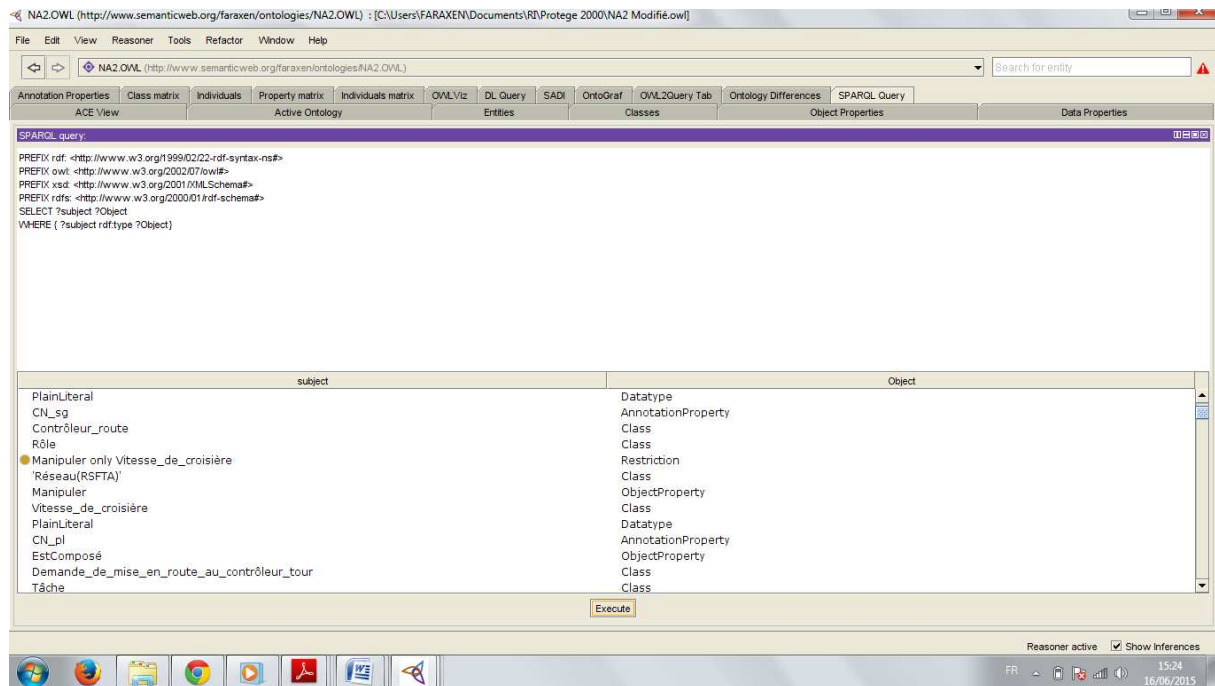 NA2.OWL (http://www.semanticweb.org/faraxen/ontologies/NA2.OWL) : [C:\Users\FARAXEN\Documents\RI\Protege 2000\NA2 Modifié.owl]
File Edit View Reasoner Tools Refactor Window Help
NA2.OWL (http://www.semanticweb.org/faraxen/ontologies/NA2.OWL) Search for entity
Annotation Properties Class matrix Individuals Property matrix Individuals matrix OWLViz DL Query SADI OntoGraf OWL2Query Tab Ontology Differences SPARQL Query
ACE View Active Ontology Entities Classes Object Properties Data Properties
SPARQL query:
PREFIX rdf: <http://www.w3.org/1999/02/22-rdf-syntax-ns#>
PREFIX owl: <http://www.w3.org/2002/07/owl#>
PREFIX xsd: <http://www.w3.org/2001/XMLSchema#>
PREFIX rdfs: <http://www.w3.org/2000/01/rdf-schema#>
SELECT ?subject ?Object
WHERE { ?subject rdf:type ?Object}
subject Object
PlainLiteral Datatype
CN_sg AnnotationProperty
Contrôleur_route Class
Rôle Class
Manipuler only Vitesse_de_croisière Restriction
'Réseau(RSFTA)' Class
Manipuler ObjectProperty
Vitesse_de_croisière Class
PlainLiteral Datatype
CN_pl AnnotationProperty
EstComposé ObjectProperty
Demande_de_mise_en_route_au_contrôleur_tour Class
Tâche Class
Execute
Reasoner active Show Inferences
FR 15:24
16/06/2015